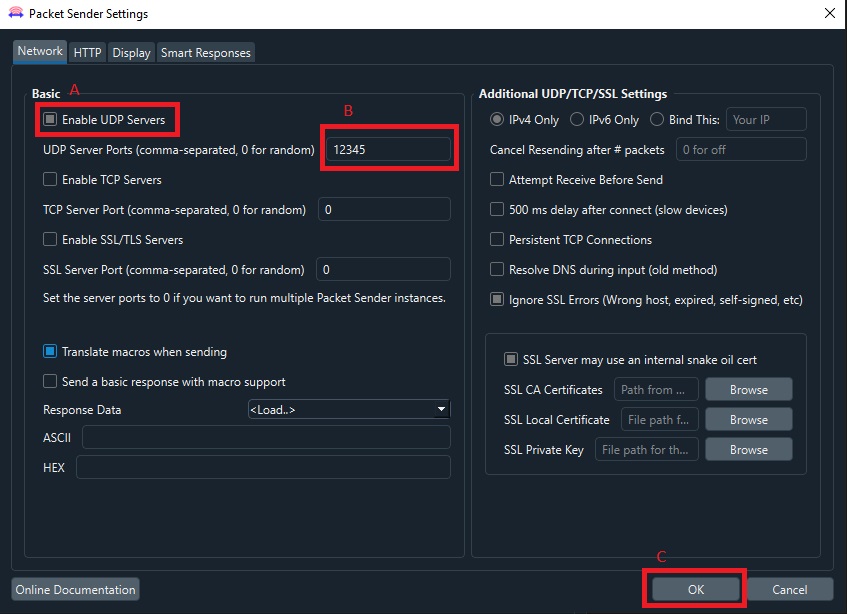 Packet Sender Settings
Network HTTP Display Smart Responses
Basic A
Enable UDP Servers
B
UDP Server Ports (comma-separated, 0 for random) 12345
Enable TCP Servers
TCP Server Port (comma-separated, 0 for random) 0
Enable SSL/TLS Servers
SSL Server Port (comma-separated, 0 for random) 0
Set the server ports to 0 if you want to run multiple Packet Sender instances.
Translate macros when sending
Send a basic response with macro support
Response Data <Load..>
ASCII
HEX
Additional UDP/TCP/SSL Settings
IPv4 Only IPv6 Only Bind This: Your IP
Cancel Resending after # packets 0 for off
Attempt Receive Before Send
500 ms delay after connect (slow devices)
Persistent TCP Connections
Resolve DNS during input (old method)
Ignore SSL Errors (Wrong host, expired, self-signed, etc)
SSL Server may use an internal snake oil cert
SSL CA Certificates Path from ... Browse
SSL Local Certificate File path f... Browse
SSL Private Key File path for th... Browse
C
Online Documentation OK Cancel